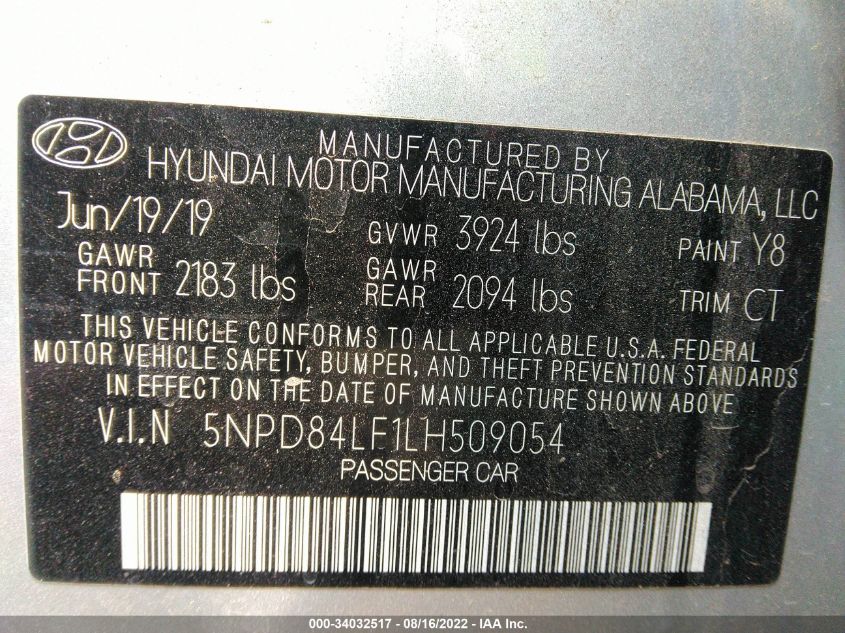 MANUFACTURED BY
HYUNDAI MOTOR MANUFACTURING ALABAMA, LLC
Jun/19/19 GVWR 3924 lbs PAINT Y8
GAWR FRONT 2183 lbs GAWR REAR 2094 lbs TRIM CT
THIS VEHICLE CONFORMS TO ALL APPLICABLE U.S.A. FEDERAL
MOTOR VEHICLE SAFETY, BUMPER, AND THEFT PREVENTION STANDARDS
IN EFFECT ON THE DATE OF MANUFACTURE SHOWN ABOVE
V.I.N 5NPD84LF1LH509054
PASSENGER CAR
000-34032517 - 08/16/2022 - IAA Inc.